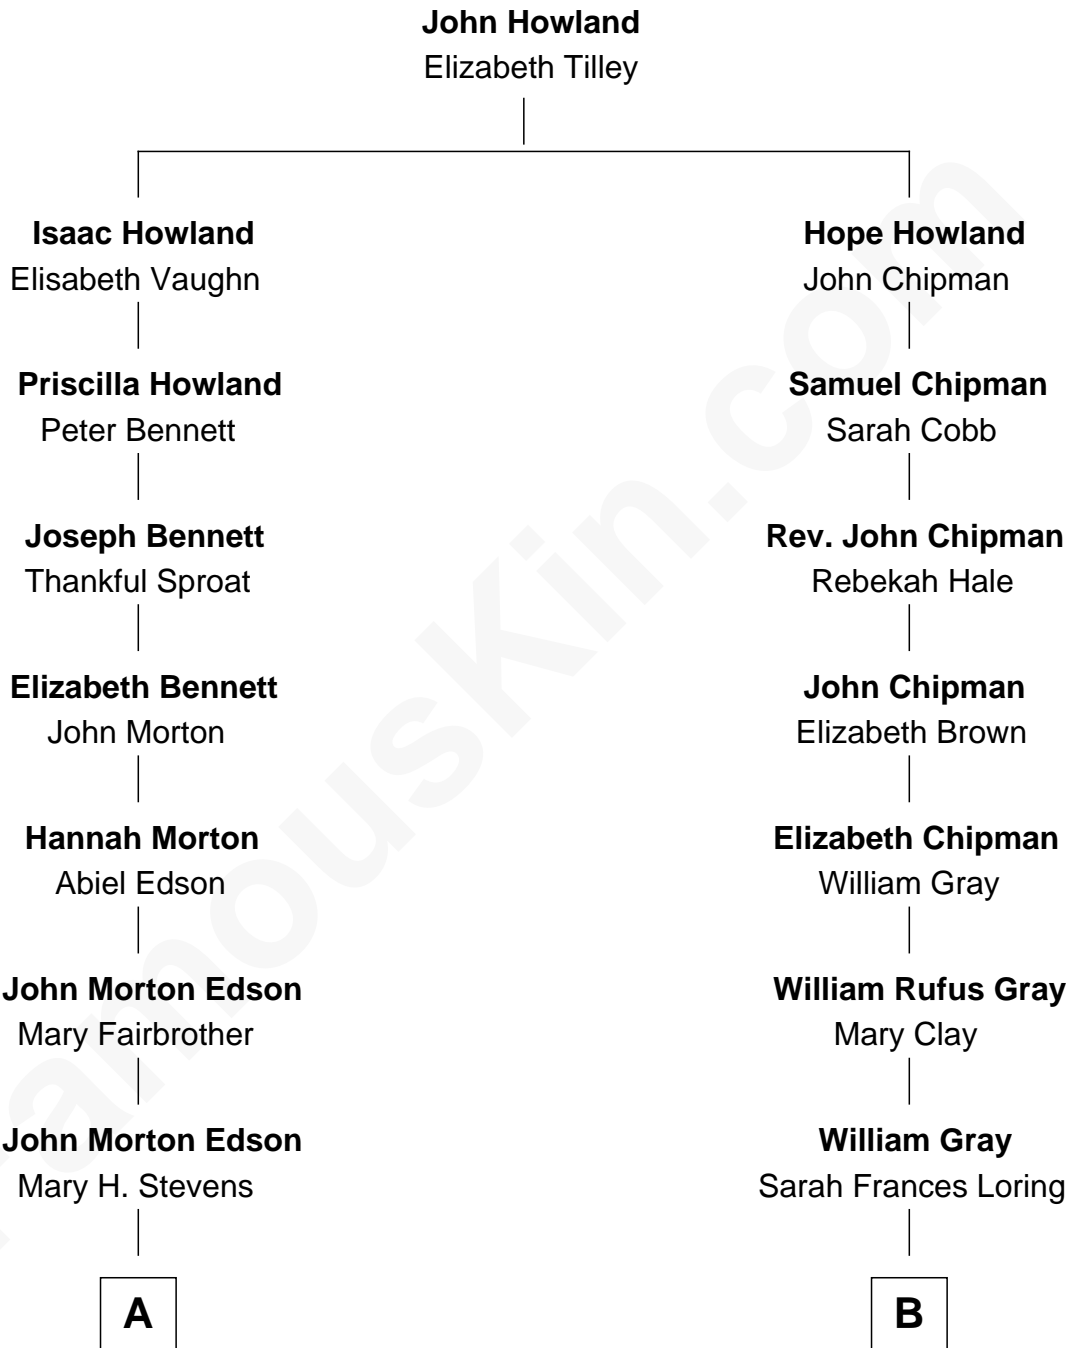 John Howland
Elizabeth Tilley
Isaac Howland
Elisabeth Vaughn
Hope Howland
John Chipman
Priscilla Howland
Peter Bennett
Samuel Chipman
Sarah Cobb
Joseph Bennett
Thankful Sproat
Rev. John Chipman
Rebekah Hale
Elizabeth Bennett
John Morton
John Chipman
Elizabeth Brown
Hannah Morton
Abiel Edson
Elizabeth Chipman
William Gray
John Morton Edson
Mary Fairbrother
William Rufus Gray
Mary Clay
John Morton Edson
Mary H. Stevens
William Gray
Sarah Frances Loring
A
B
FamousKin.com